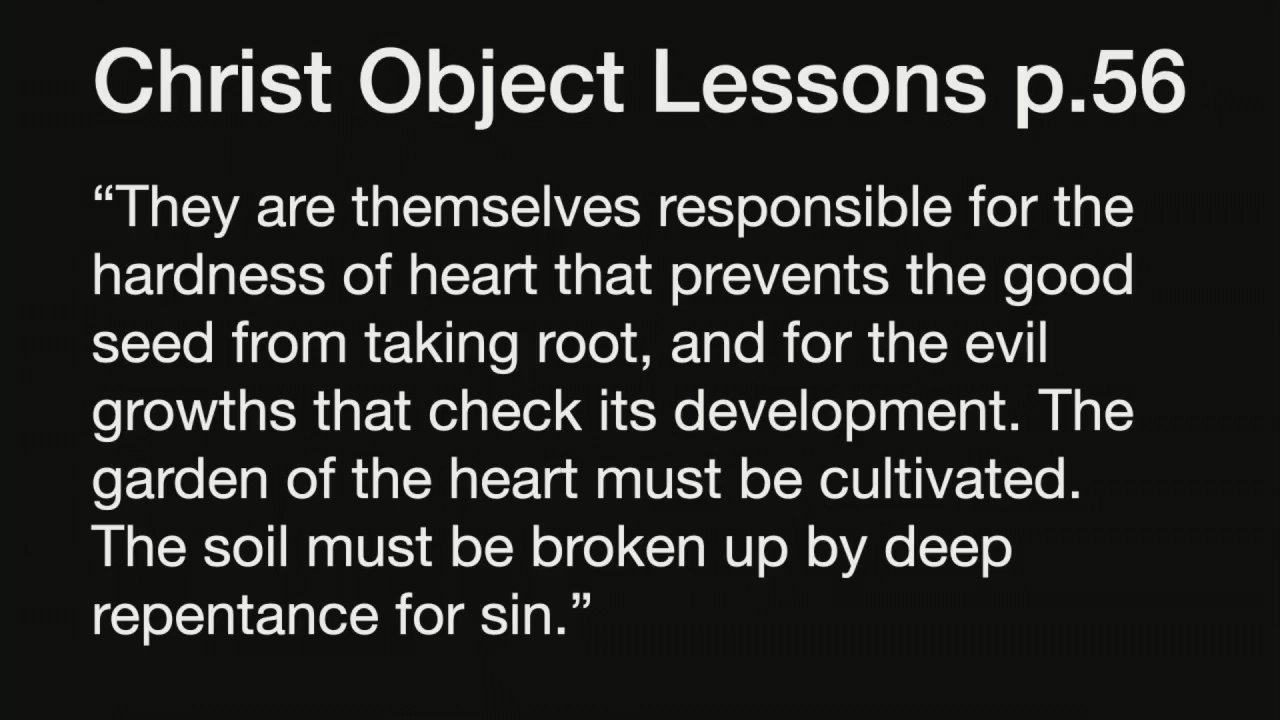 Christ Object Lessons p.56
“They are themselves responsible for the
hardness of heart that prevents the good
seed from taking root, and for the evil
growths that check its development. The
garden of the heart must be cultivated.
The soil must be broken up by deep
repentance for sin.”